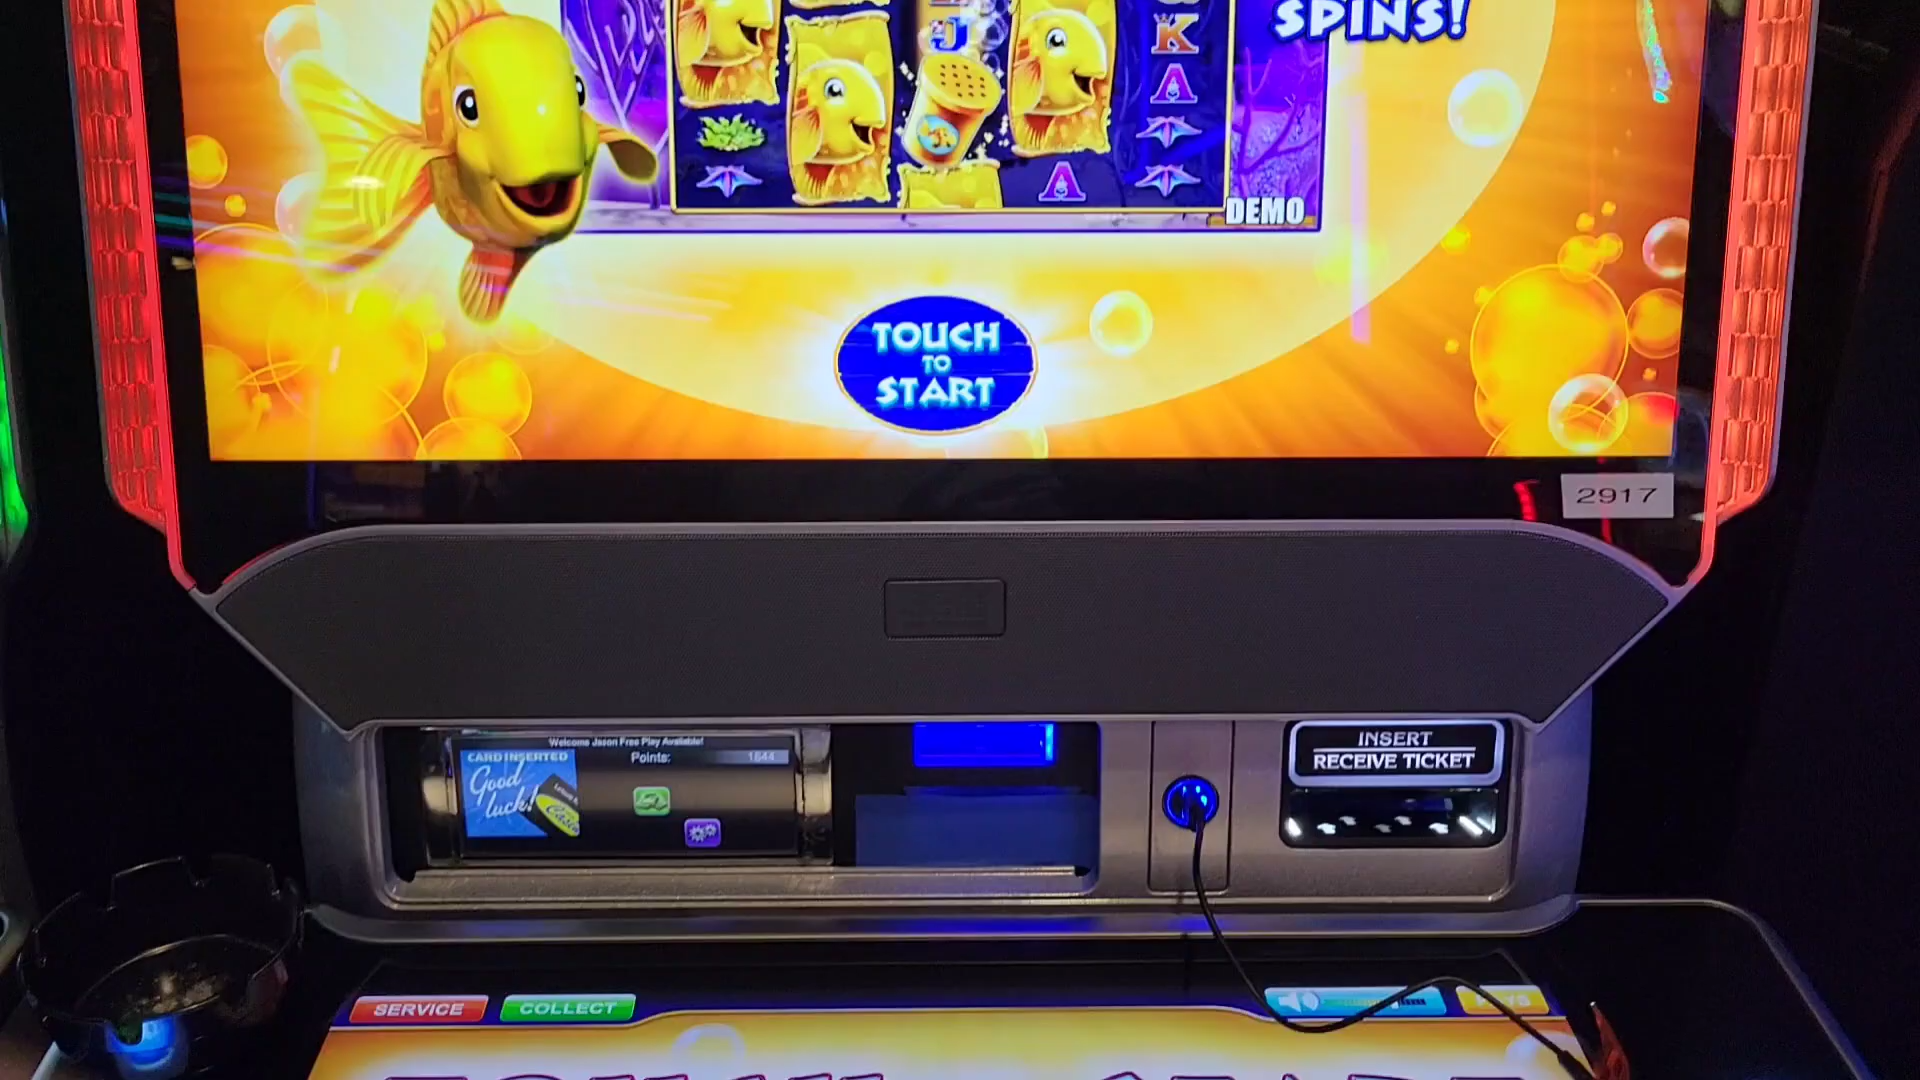 SPINS!
J
K
A
A
DEMO
TOUCH
TO
START
2917
Welcome Jason Free Play Available!
CARD INSERTED
Points:
1644
Good
luck!
INSERT
RECEIVE TICKET
SERVICE
COLLECT